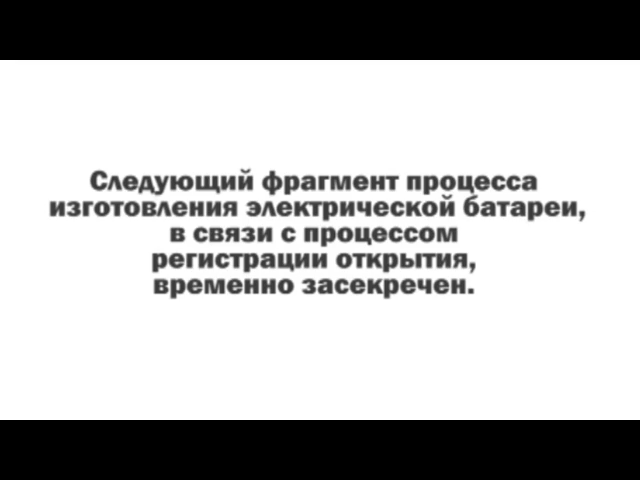 Следующий фрагмент процесса
изготовления электрической батареи,
в связи с процессом
регистрации открытия,
временно засекречен.